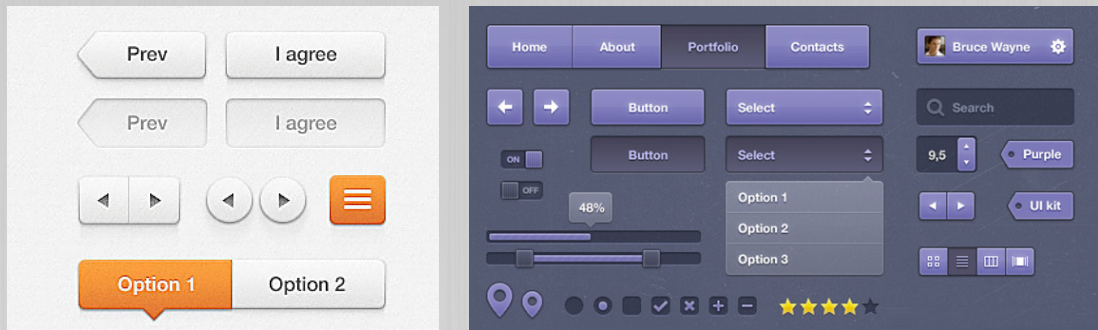 Prev
I agree
Prev
I agree
Option 1
Option 2
Home
About
Portfolio
Contacts
Bruce Wayne
Button
Select
Search
ON
Button
Select
9,5
Purple
OFF
48%
Option 1
Option 2
Option 3
UI kit